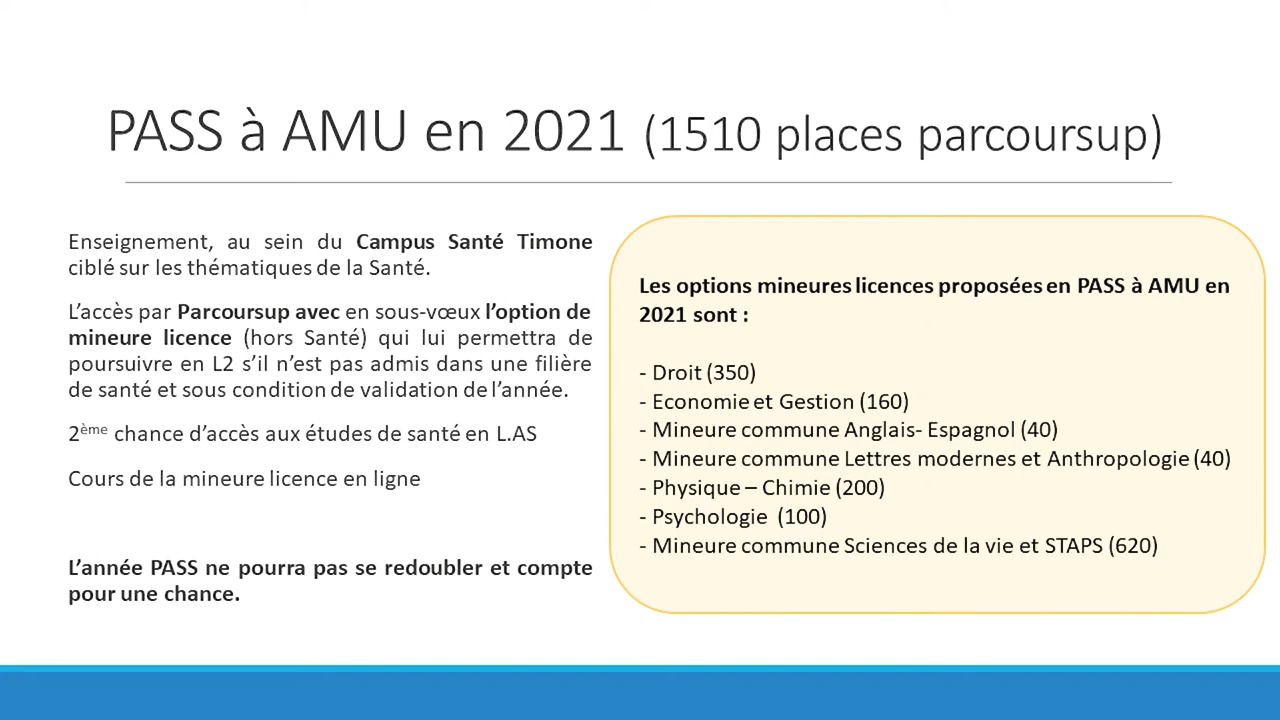 PASS à AMU en 2021 (1510 places parcoursup)
Enseignement, au sein du Campus Santé Timone
ciblé sur les thématiques de la Santé.
L’accès par Parcoursup avec en sous-vœux l’option de
mineure licence (hors Santé) qui lui permettra de
poursuivre en L2 s’il n’est pas admis dans une filière
de santé et sous condition de validation de l’année.
2ème chance d’accès aux études de santé en L.AS
Cours de la mineure licence en ligne
L’année PASS ne pourra pas se redoubler et compte
pour une chance.
Les options mineures licences proposées en PASS à AMU en
2021 sont :
- Droit (350)
- Economie et Gestion (160)
- Mineure commune Anglais- Espagnol (40)
- Mineure commune Lettres modernes et Anthropologie (40)
- Physique – Chimie (200)
- Psychologie (100)
- Mineure commune Sciences de la vie et STAPS (620)